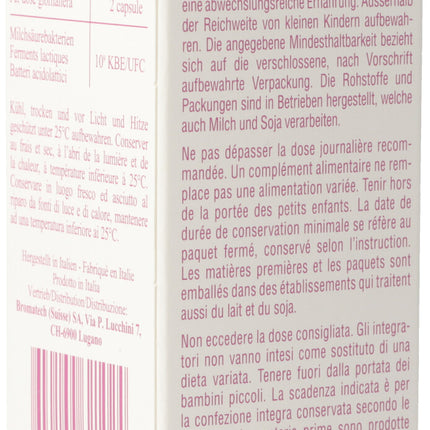 2 capsule
Milchsäurebakterien
Ferments lactiques
Batteri acidolattici
KBE/UFC
Kühl, trocken und vor Licht und Hitze
geschützt unter 25°C aufbewahren. Conserver
au frais et sec, à l'abri de la lumière et de
la chaleur, à température inférieure à 25°C.
Conservare in luogo fresco ed asciutto al
riparo da fonti di luce e di calore, mantenere
ad una temperatura inferiore ai 25°C.
Hergestellt in Italien - Fabriqué en Italie
Prodotto in Italia
Vertrieb/Distribution/Distribuzione:
Bromatech (Suisse) SA, Via P. Lucchini 7,
CH-6900 Lugano
eine abwechslungsreiche Ernährung. Ausserhalb
der Reichweite von kleinen Kindern aufbewah-
ren. Die angegebene Mindesthaltbarkeit bezieht
sich auf die verschlossene, nach Vorschrift
aufbewahrte Verpackung. Die Rohstoffe und
Packungen sind in Betrieben hergestellt, welche
auch Milch und Soja verarbeiten.
Ne pas dépasser la dose journalière recom-
mandée. Un complément alimentaire ne rem-
place pas une alimentation variée. Tenir hors
de la portée des petits enfants. La date de
durée de conservation minimale se réfère au
paquet fermé, conservé selon l'instruction.
Les matières premières et les paquets sont
emballés dans des établissements qui traitent
aussi du lait et du soja.
Non eccedere la dose consigliata. Gli integra-
tori non vanno intesi come sostituto di una
dieta variata. Tenere fuori dalla portata dei
bambini piccoli. La scadenza indicata è per
la confezione integra conservata secondo le
prime sono prodotte